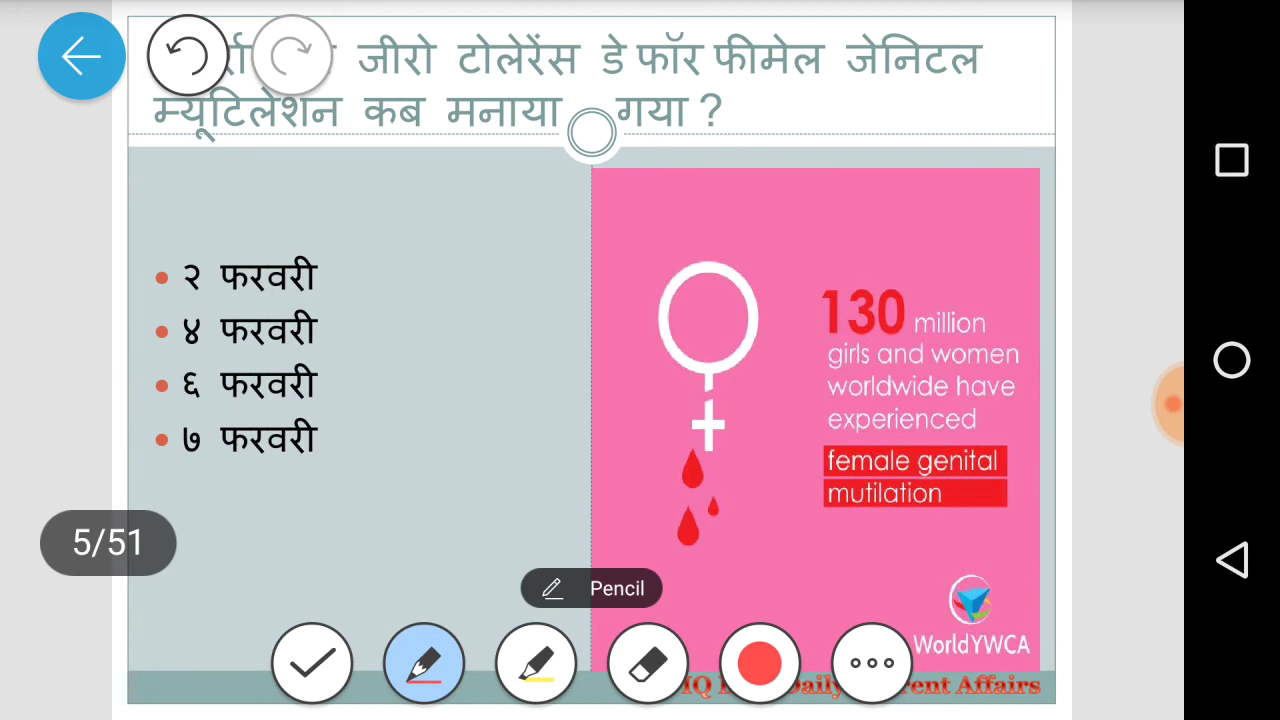 जीरो टोलेरेंस डे फॉर फीमेल जेनिटल
म्यूटिलेशन कब मनाया गया ?
२ फरवरी
४ फरवरी
६ फरवरी
७ फरवरी
130 million
girls and women
worldwide have
experienced
female genital
mutilation
WorldYWCA
5/51
Pencil
Affairs